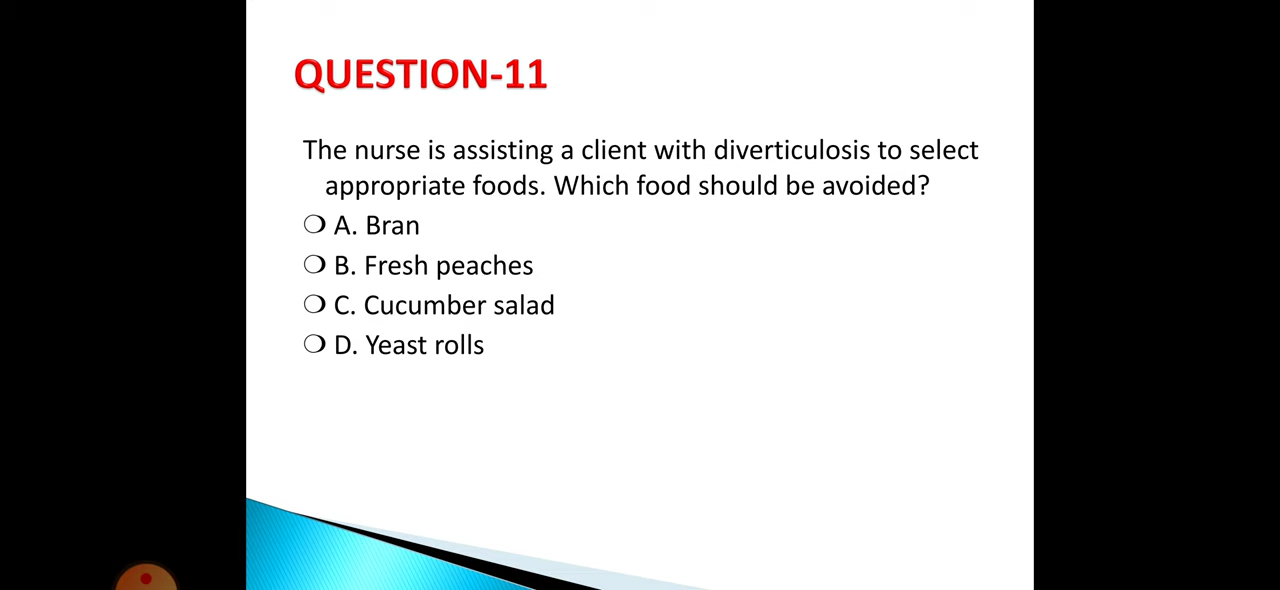 QUESTION-11
The nurse is assisting a client with diverticulosis to select
appropriate foods. Which food should be avoided?
❍ A. Bran
❍ B. Fresh peaches
❍ C. Cucumber salad
❍ D. Yeast rolls